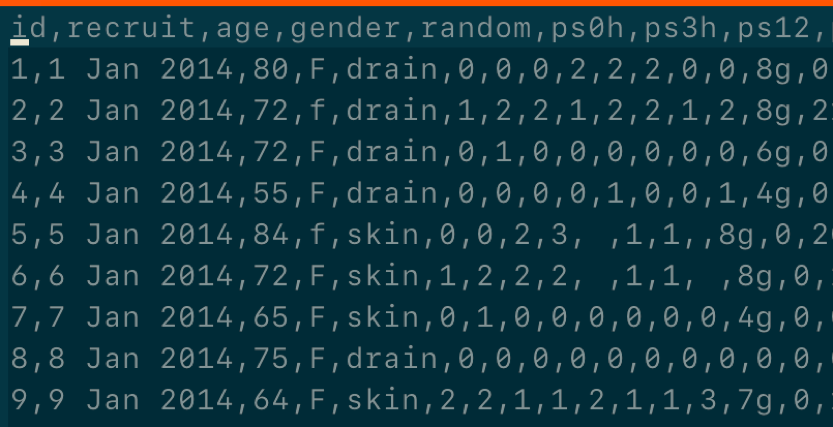 id,recruit,age,gender,random,ps0h,ps3h,ps12,
1,1 Jan 2014,80,F,drain,0,0,0,2,2,2,0,0,8g,0
2,2 Jan 2014,72,f,drain,1,2,2,1,2,2,1,2,8g,2
3,3 Jan 2014,72,F,drain,0,1,0,0,0,0,0,0,6g,0
4,4 Jan 2014,55,F,drain,0,0,0,0,1,0,0,1,4g,0
5,5 Jan 2014,84,f,skin,0,0,2,3, ,1,1,,8g,0,20
6,6 Jan 2014,72,F,skin,1,2,2,2, ,1,1, ,8g,0,
7,7 Jan 2014,65,F,skin,0,1,0,0,0,0,0,0,4g,0,
8,8 Jan 2014,75,F,drain,0,0,0,0,0,0,0,0,0,0,
9,9 Jan 2014,64,F,skin,2,2,1,1,2,1,1,3,7g,0,